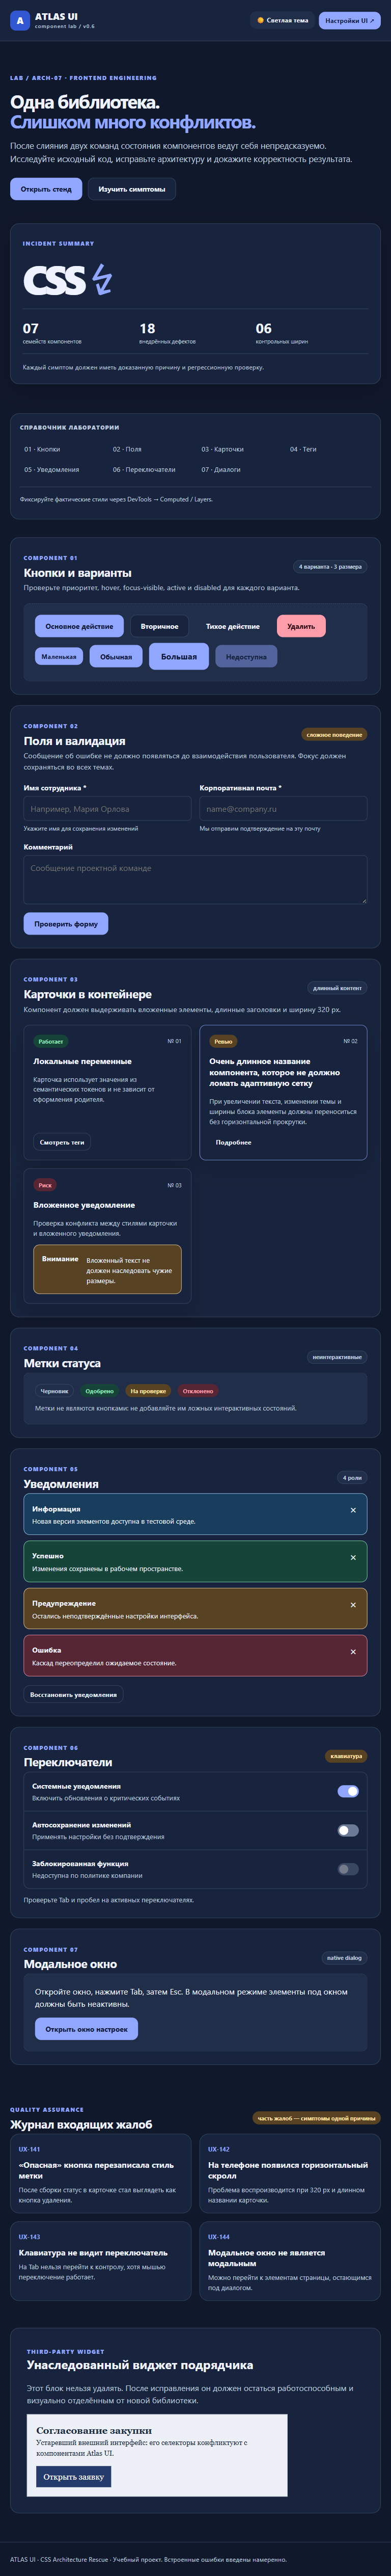 A
ATLAS UI
component lab / v0.6
Светлая тема
Настройки UI ↗
LAB / ARCH-07 · FRONTEND ENGINEERING
Одна библиотека.
Слишком много конфликтов.
После слияния двух команд состояния компонентов ведут себя непредсказуемо.
Исследуйте исходный код, исправьте архитектуру и докажите корректность результата.
Открыть стенд
Изучить симптомы
INCIDENT SUMMARY
CSS
07
18
06
семейств компонентов
внедрённых дефектов
контрольных ширин
Каждый симптом должен иметь доказанную причину и регрессионную проверку.
СПРАВОЧНИК ЛАБОРАТОРИИ
01 · Кнопки
02 · Поля
03 · Карточки
04 · Теги
05 · Уведомления
06 · Переключатели
07 · Диалоги
Фиксируйте фактические стили через DevTools → Computed / Layers.
COMPONENT 01
Кнопки и варианты
4 варианта · 3 размера
Проверьте приоритет, hover, focus-visible, active и disabled для каждого варианта.
Основное действие
Вторичное
Тихое действие
Удалить
Маленькая
Обычная
Большая
Недоступна
COMPONENT 02
Поля и валидация
сложное поведение
Сообщение об ошибке не должно появляться до взаимодействия пользователя. Фокус должен
сохраняться во всех темах.
Имя сотрудника *
Корпоративная почта *
Например, Мария Орлова
name@company.ru
Укажите имя для сохранения изменений
Мы отправим подтверждение на эту почту
Комментарий
Сообщение проектной команде
Проверить форму
COMPONENT 03
Карточки в контейнере
длинный контент
Компонент должен выдерживать вложенные элементы, длинные заголовки и ширину 320 px.
Работает
№ 01
Локальные переменные
Карточка использует значения из
семантических токенов и не зависит от
оформления родителя.
Смотреть теги
Ревью
№ 02
Очень длинное название
компонента, которое не должно
ломать адаптивную сетку
При увеличении текста, изменении темы и
ширины блока элементы должны переноситься
без горизонтальной прокрутки.
Подробнее
Риск
№ 03
Вложенное уведомление
Проверка конфликта между стилями карточки
и вложенного уведомления.
Внимание
Вложенный текст не
должен наследовать чужие
размеры.
COMPONENT 04
Метки статуса
неинтерактивные
Черновик
Одобрено
На проверке
Отклонено
Метки не являются кнопками: не добавляйте им ложных интерактивных состояний.
COMPONENT 05
Уведомления
4 роли
Информация
Новая версия элементов доступна в тестовой среде.
×
Успешно
Изменения сохранены в рабочем пространстве.
×
Предупреждение
Остались неподтверждённые настройки интерфейса.
×
Ошибка
Каскад переопределил ожидаемое состояние.
×
Восстановить уведомления
COMPONENT 06
Переключатели
клавиатура
Системные уведомления
Включить обновления о критических событиях
Автосохранение изменений
Применять настройки без подтверждения
Заблокированная функция
Недоступна по политике компании
Проверьте Tab и пробел на активных переключателях.
COMPONENT 07
Модальное окно
native dialog
Откройте окно, нажмите Tab, затем Esc. В модальном режиме элементы под окном
должны быть неактивны.
Открыть окно настроек
QUALITY ASSURANCE
Журнал входящих жалоб
часть жалоб — симптомы одной причины
UX-141
«Опасная» кнопка перезаписала стиль
метки
После сборки статус в карточке стал выглядеть как
кнопка удаления.
UX-142
На телефоне появился горизонтальный
скролл
Проблема воспроизводится при 320 px и длинном
названии карточки.
UX-143
Клавиатура не видит переключатель
На Tab нельзя перейти к контролу, хотя мышью
переключение работает.
UX-144
Модальное окно не является
модальным
Можно перейти к элементам страницы, остающимся
под диалогом.
THIRD-PARTY WIDGET
Унаследованный виджет подрядчика
Этот блок нельзя удалять. После исправления он должен остаться работоспособным и
визуально отделённым от новой библиотеки.
Согласование закупки
Устаревший внешний интерфейс: его селекторы конфликтуют с
компонентами Atlas UI.
Открыть заявку
ATLAS UI · CSS Architecture Rescue · Учебный проект. Встроенные ошибки введены намеренно.